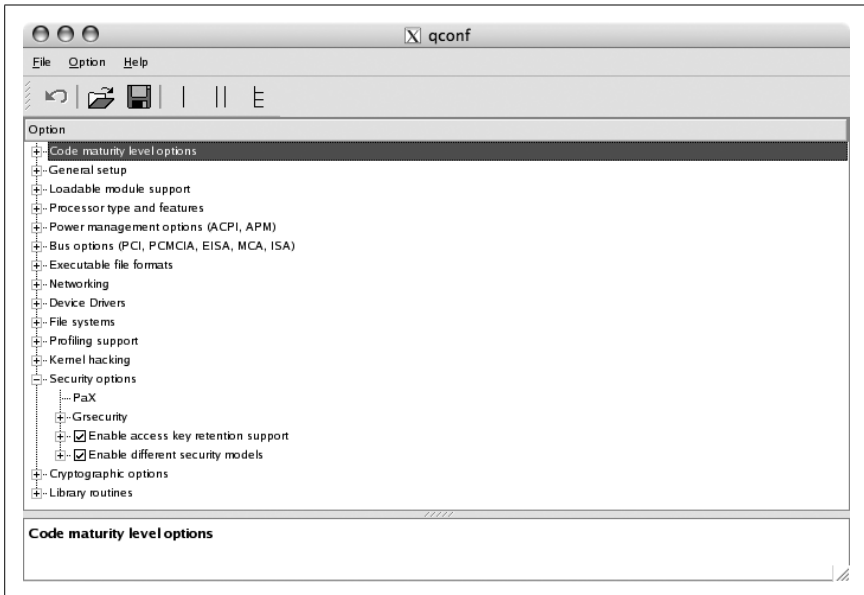 qconf
File Option Help
Option
Code maturity level options
General setup
Loadable module support
Processor type and features
Power management options (ACPI, APM)
Bus options (PCI, PCMCIA, EISA, MCA, ISA)
Executable file formats
Networking
Device Drivers
File systems
Profiling support
Kernel hacking
Security options
PaX
Grsecurity
Enable access key retention support
Enable different security models
Cryptographic options
Library routines
Code maturity level options